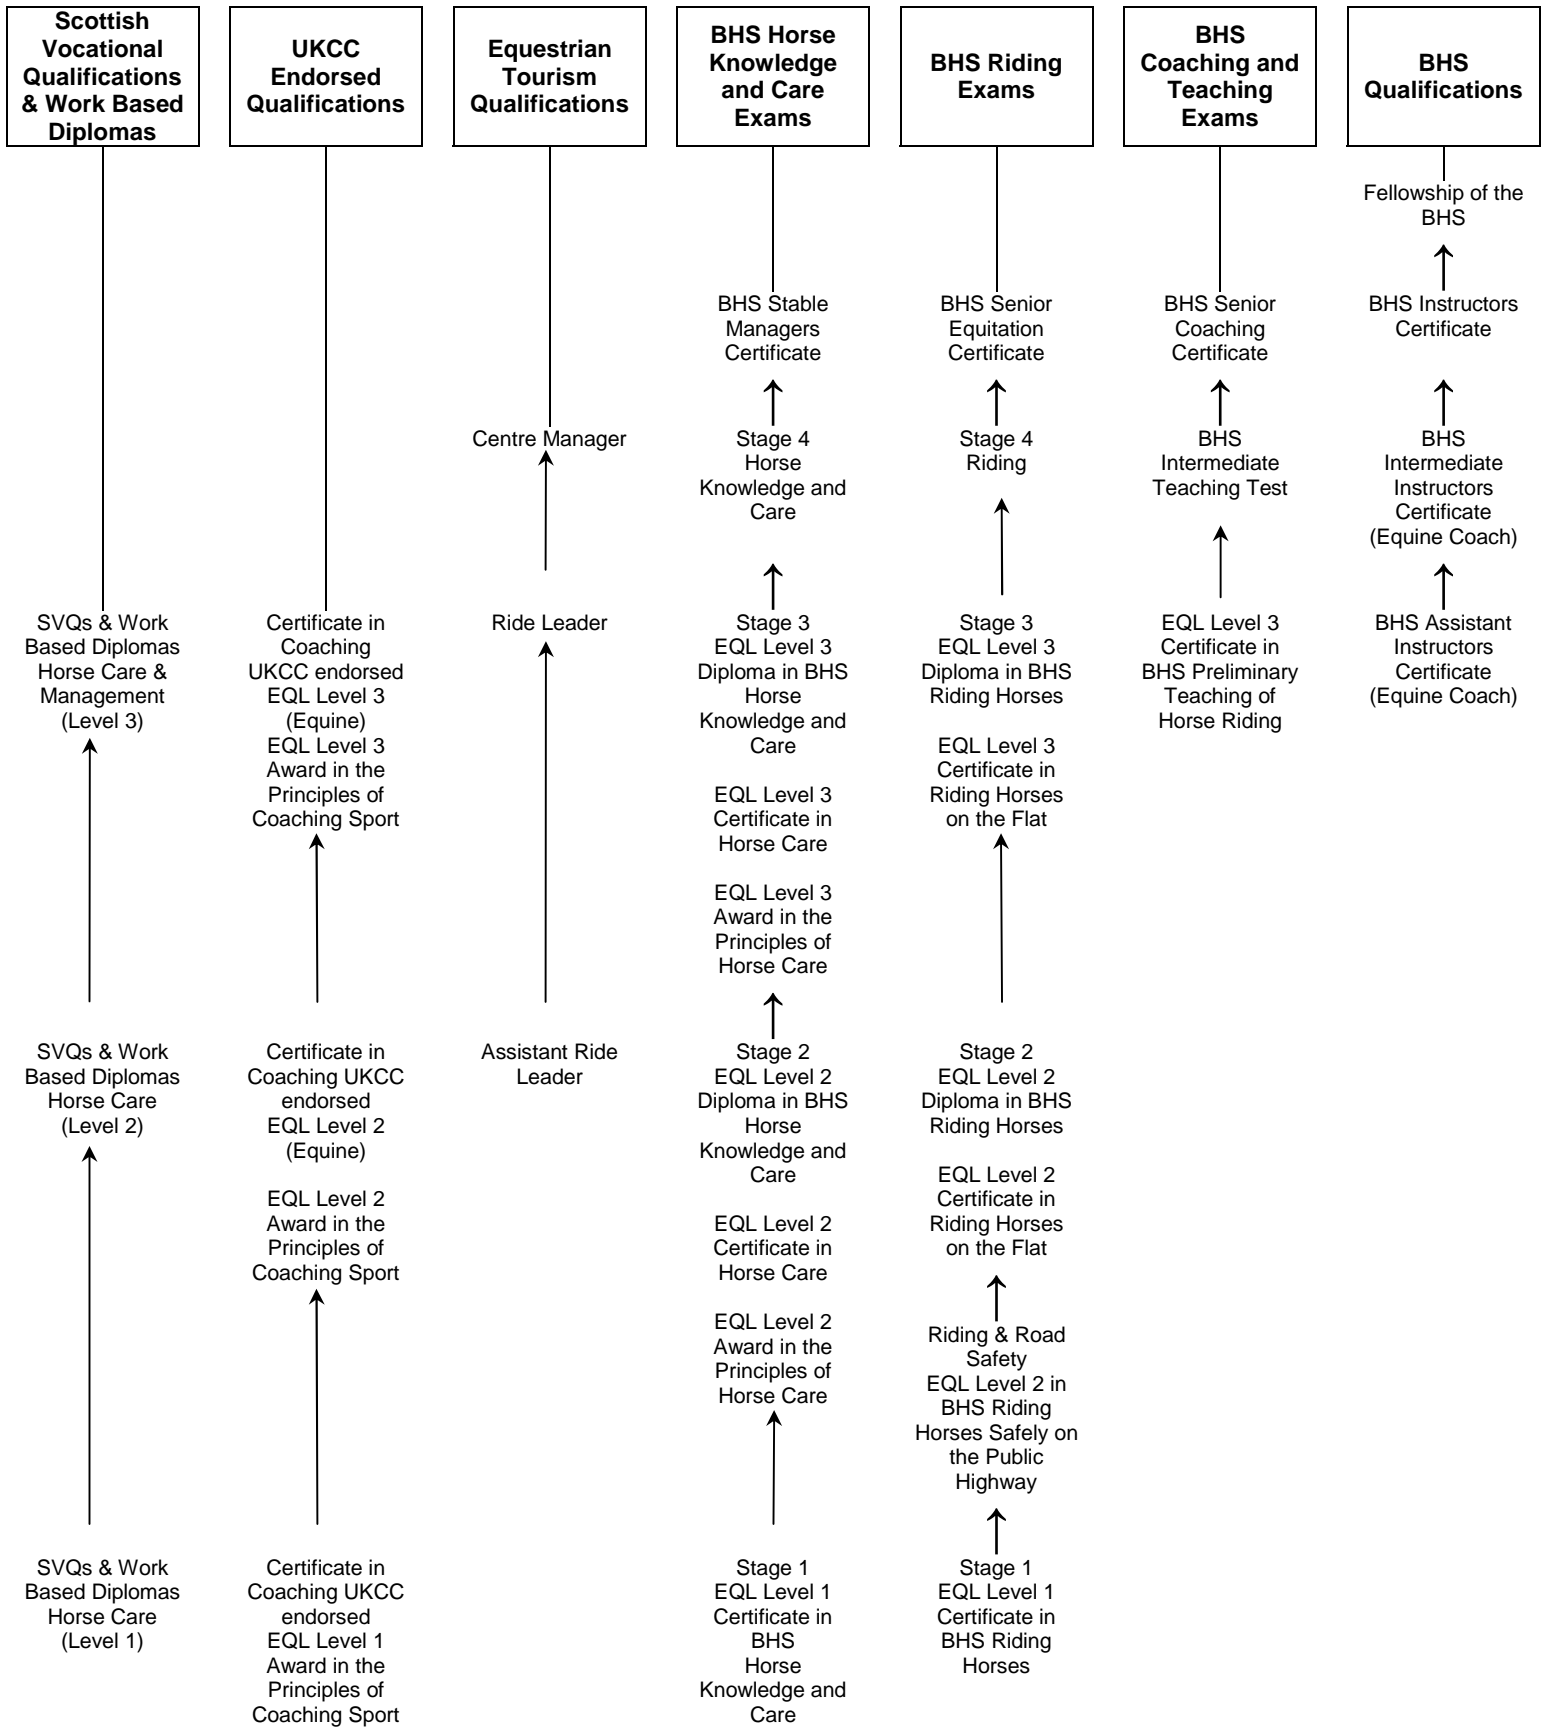 Scottish
Vocational
Qualifications
& Work Based
Diplomas
UKCC
Endorsed
Qualifications
Equestrian
Tourism
Qualifications
BHS Horse
Knowledge
and Care
Exams
BHS Riding
Exams
BHS
Coaching and
Teaching
Exams
BHS
Qualifications
SVQs & Work
Based Diplomas
Horse Care &
Management
(Level 3)
SVQs & Work
Based Diplomas
Horse Care
(Level 2)
SVQs & Work
Based Diplomas
Horse Care
(Level 1)
Certificate in
Coaching
UKCC endorsed
EQL Level 3
(Equine)
EQL Level 3
Award in the
Principles of
Coaching Sport
Certificate in
Coaching UKCC
endorsed
EQL Level 2
(Equine)
EQL Level 2
Award in the
Principles of
Coaching Sport
Certificate in
Coaching UKCC
endorsed
EQL Level 1
Award in the
Principles of
Coaching Sport
Centre Manager
Ride Leader
Assistant Ride
Leader
BHS Stable
Managers
Certificate
Stage 4
Horse
Knowledge and
Care
Stage 3
EQL Level 3
Diploma in BHS
Horse
Knowledge and
Care
EQL Level 3
Certificate in
Horse Care
EQL Level 3
Award in the
Principles of
Horse Care
Stage 2
EQL Level 2
Diploma in BHS
Horse
Knowledge and
Care
EQL Level 2
Certificate in
Horse Care
EQL Level 2
Award in the
Principles of
Horse Care
Stage 1
EQL Level 1
Certificate in
BHS
Horse
Knowledge and
Care
BHS Senior
Equitation
Certificate
Stage 4
Riding
Stage 3
EQL Level 3
Diploma in BHS
Riding Horses
EQL Level 3
Certificate in
Riding Horses
on the Flat
Stage 2
EQL Level 2
Diploma in BHS
Riding Horses
EQL Level 2
Certificate in
Riding Horses
on the Flat
Riding & Road
Safety
EQL Level 2 in
BHS Riding
Horses Safely on
the Public
Highway
Stage 1
EQL Level 1
Certificate in
BHS Riding
Horses
BHS Senior
Coaching
Certificate
BHS
Intermediate
Teaching Test
EQL Level 3
Certificate in
BHS Preliminary
Teaching of
Horse Riding
Fellowship of the
BHS
BHS Instructors
Certificate
BHS
Intermediate
Instructors
Certificate
(Equine Coach)
BHS Assistant
Instructors
Certificate
(Equine Coach)